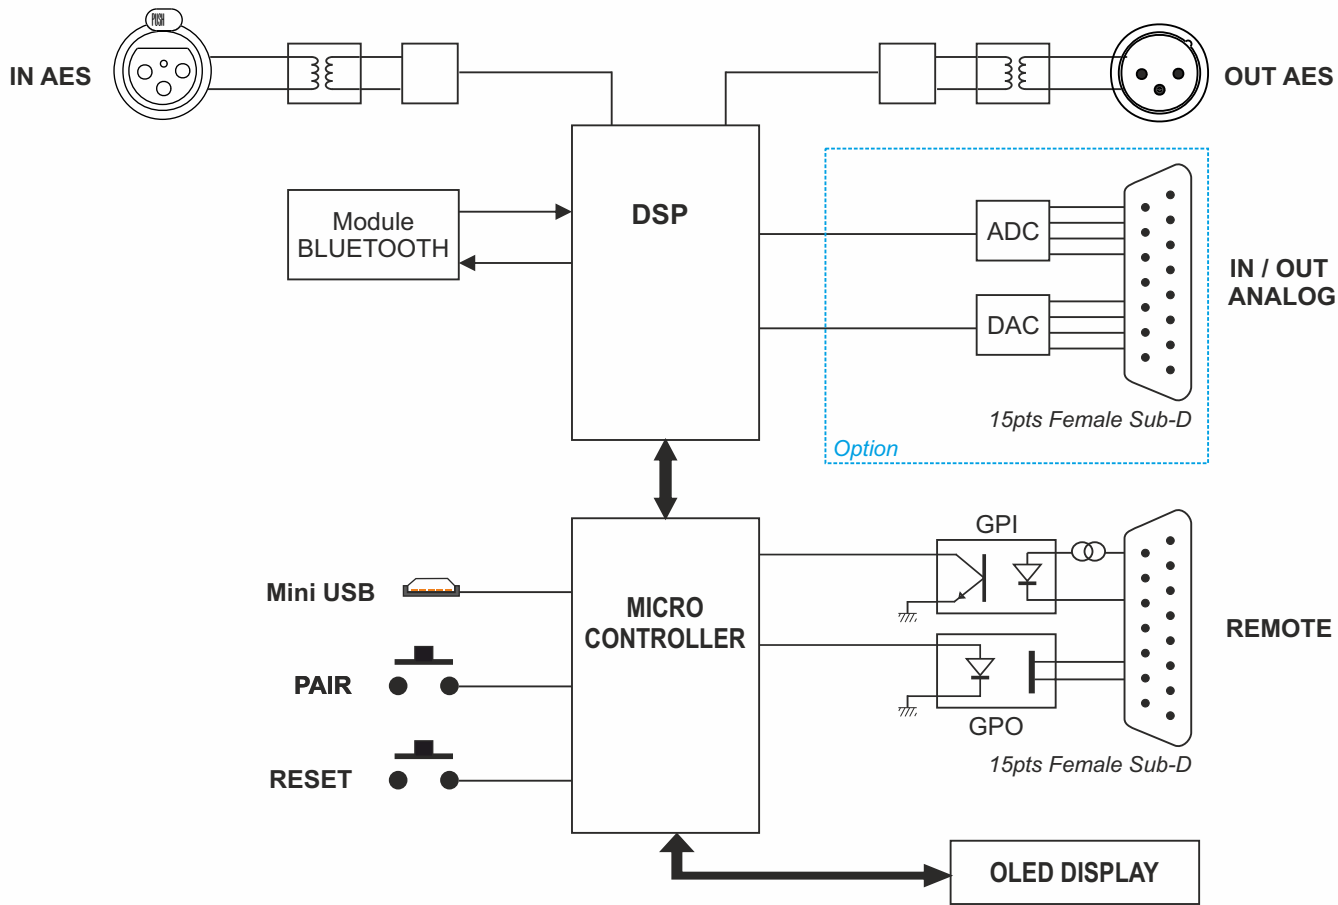 PUSH
IN AES
OUT AES
DSP
Module
BLUETOOTH
ADC
DAC
IN / OUT
ANALOG
15pts Female Sub-D
Option
GPI
Mini USB
MICRO
CONTROLLER
REMOTE
PAIR
GPO
RESET
15pts Female Sub-D
OLED DISPLAY